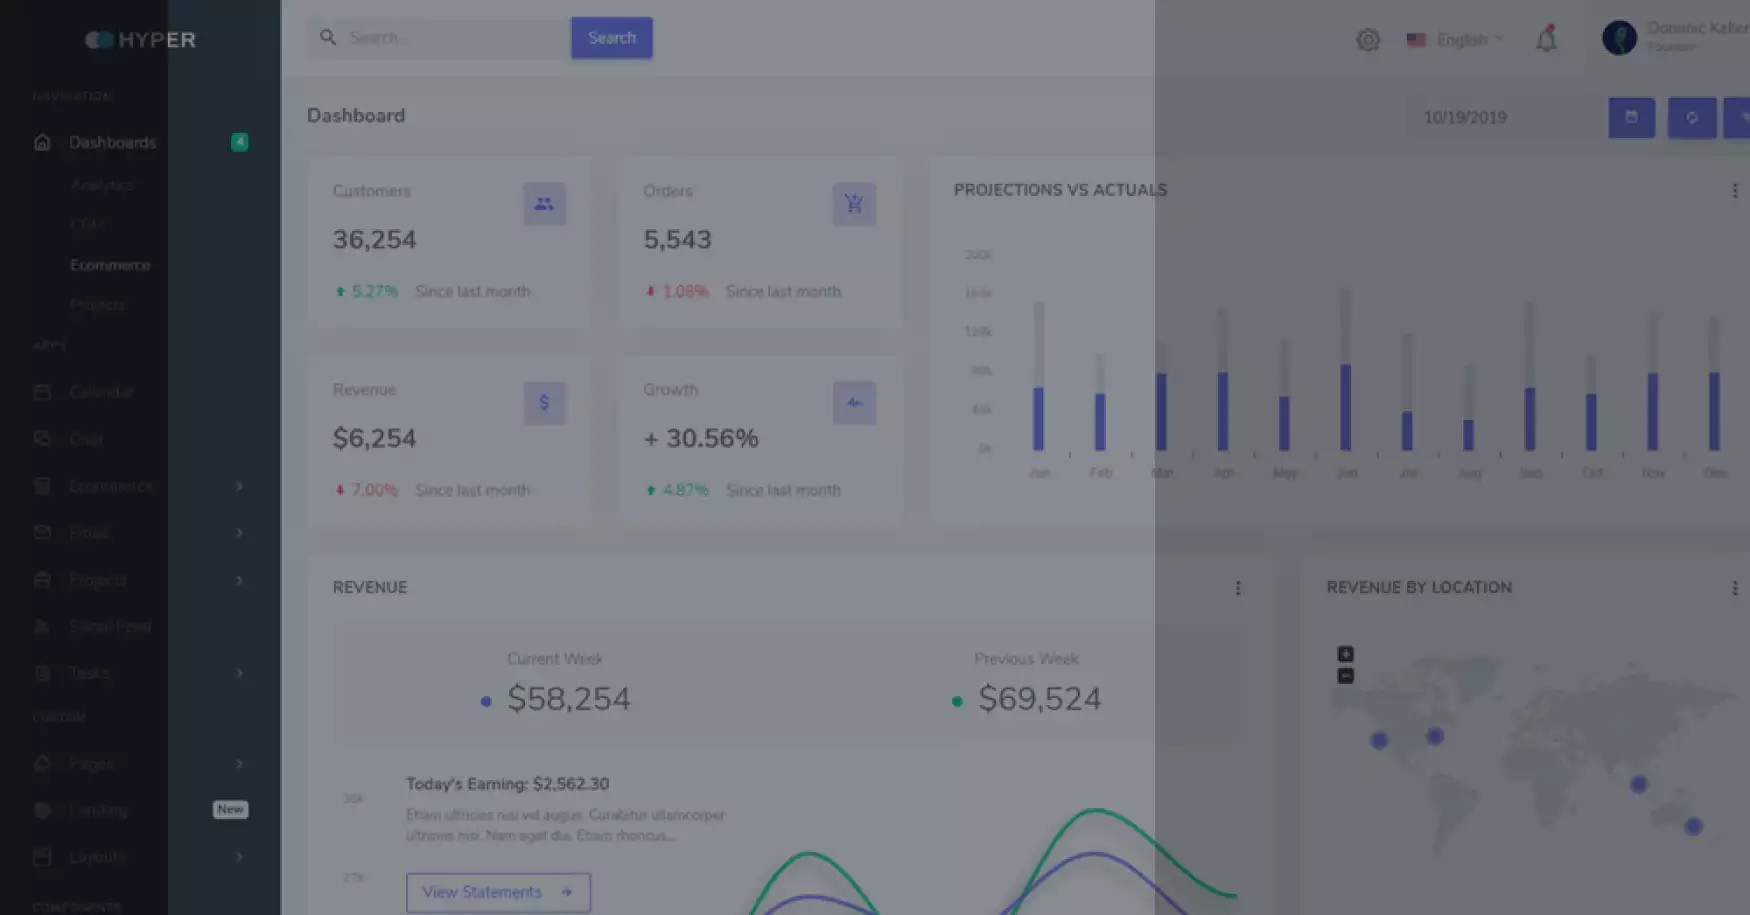 HYPER
Search...
Search
English
Dominic Keller
Founder
NAVIGATION
Dashboards
4
Analytics
CRM
Ecommerce
Projects
APPS
Calendar
Chat
Ecommerce
Email
Projects
Social Feed
Tasks
CUSTOM
Pages
Landing
New
Layouts
COMPONENTS
Dashboard
10/19/2019
Customers
36,254
5.27% Since last month
Orders
5,543
1.08% Since last month
Revenue
$6,254
7.00% Since last month
Growth
+ 30.56%
4.87% Since last month
PROJECTIONS VS ACTUALS
200k
160k
120k
80k
40k
0k
Jan Feb Mar Apr May Jun Jul Aug Sep Oct Nov Dec
REVENUE
Current Week
$58,254
Previous Week
$69,524
Today's Earning: $2,562.30
Etiam ultricies nisi vel augue. Curabitur ullamcorper
ultricies nisi. Nam eget dui. Etiam rhoncus...
View Statements
36k
27k
REVENUE BY LOCATION
+
−